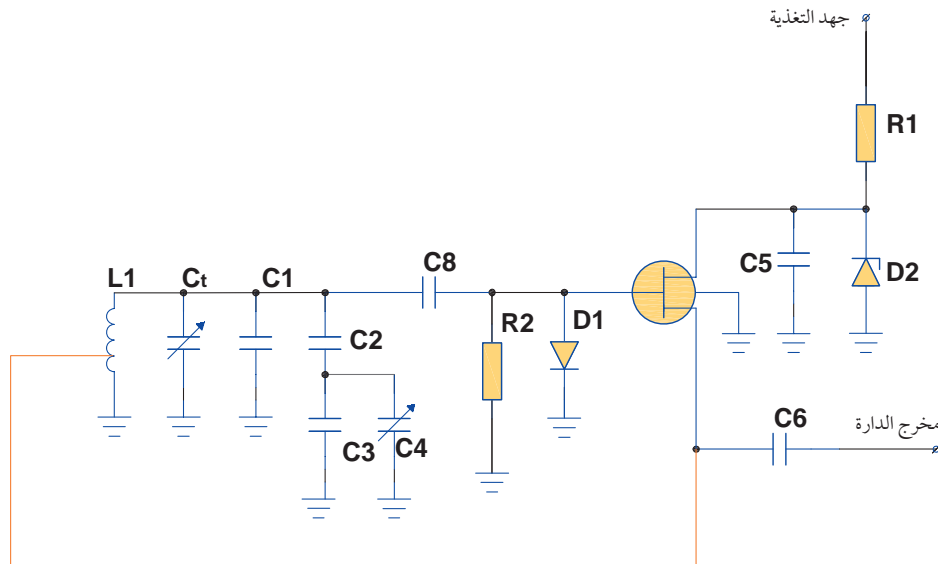 جهد التغذية
R1
C8
C5
D2
L1
Ct
C1
R2
D1
C2
C6
مخرج الدارة
C3
C4